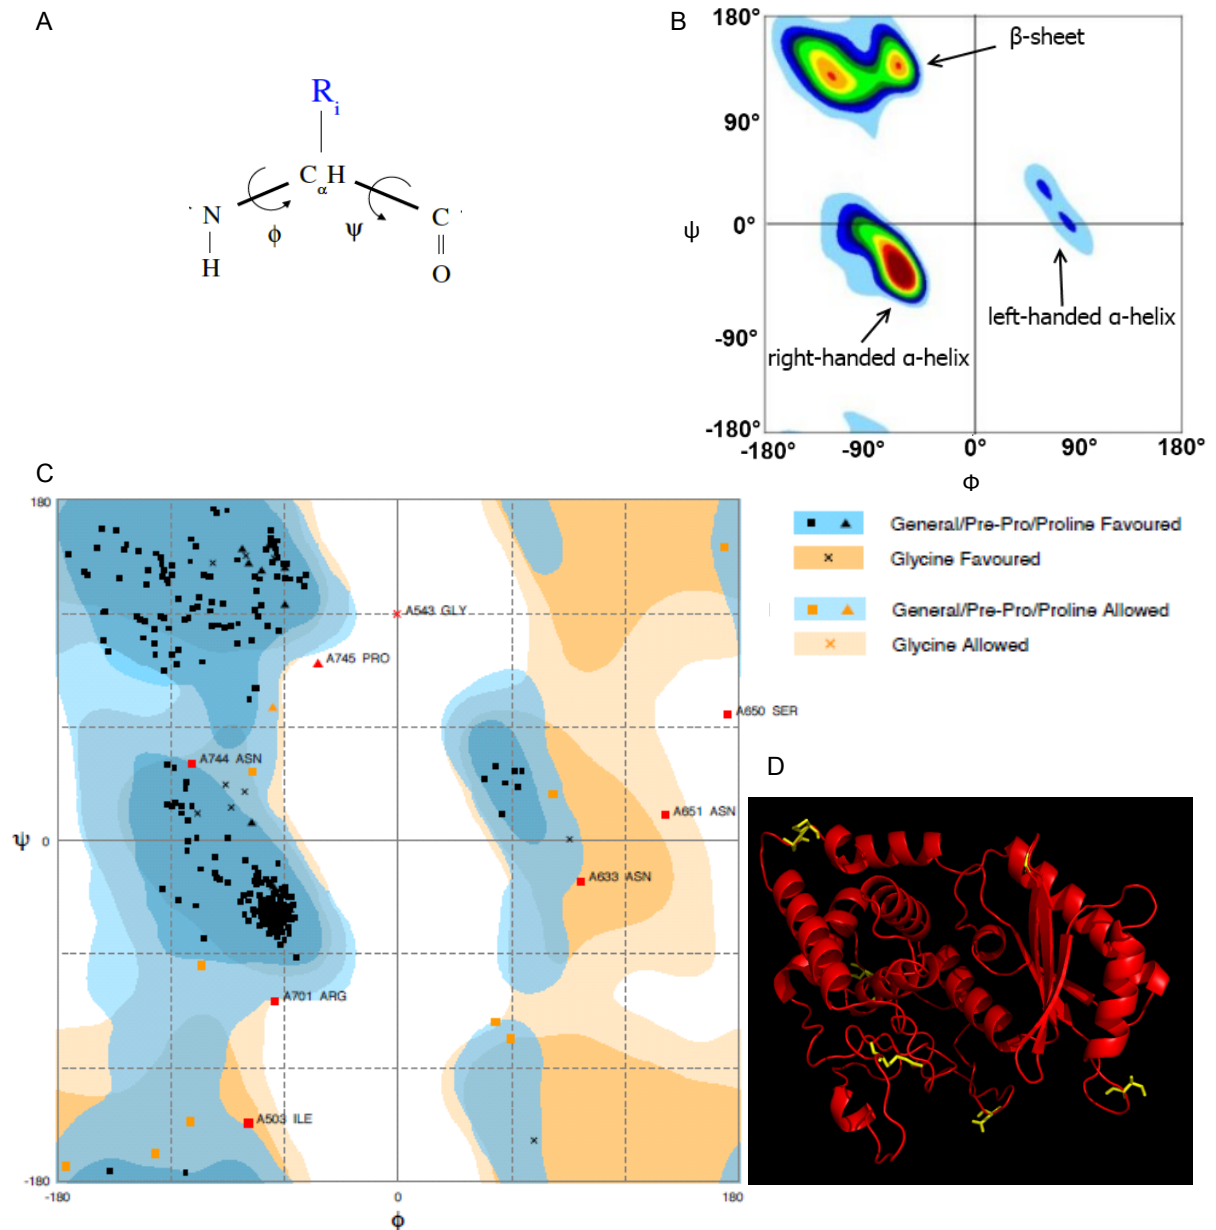 A
R i
C α H
N
ϕ
ψ
C
H
O
B
180°
β-sheet
90°
ψ
0°
left-handed α-helix
-90°
right-handed α-helix
-180°
-180°
-90°
0°
90°
180°
Φ
C
180
A543 GLY
A745 PRO
A650 SER
A744 ASN
A651 ASN
ψ
0
A633 ASN
A701 ARG
A503 ILE
-180
-180
0
180
ϕ
General/Pre-Pro/Proline Favoured
Glycine Favoured
General/Pre-Pro/Proline Allowed
Glycine Allowed
D